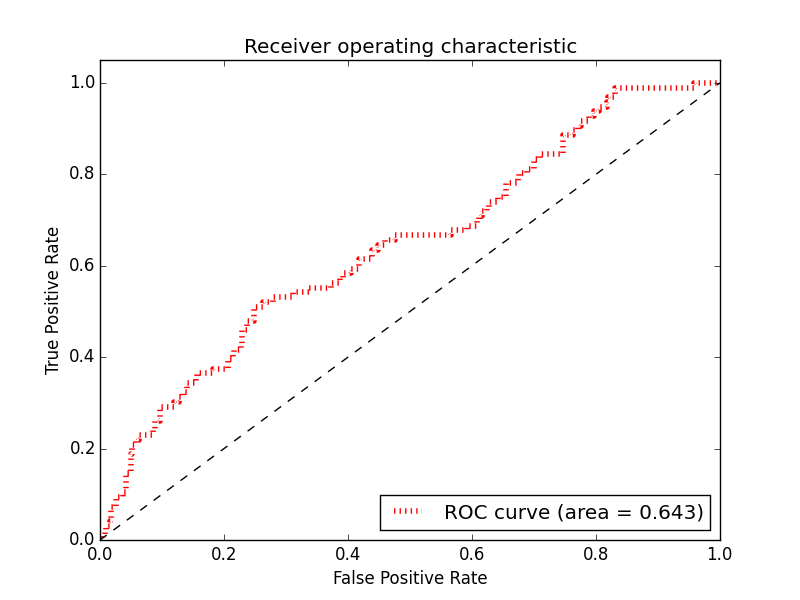 Receiver operating characteristic
1.0
0.8
0.6
0.4
0.2
0.0
True Positive Rate
ROC curve (area = 0.643)
0.0 0.2 0.4 0.6 0.8 1.0
False Positive Rate